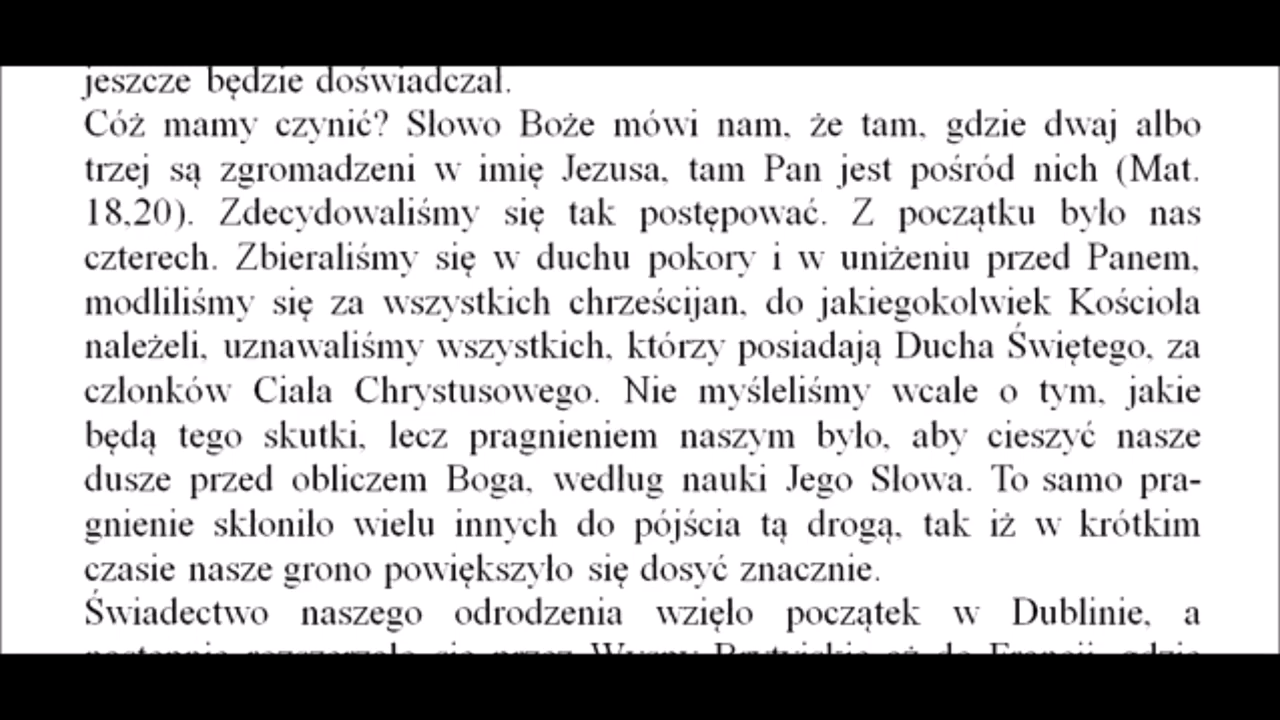 jeszcze będzie doświadczał.
Cóż mamy czynić? Słowo Boże mówi nam, że tam, gdzie dwaj albo
trzej są zgromadzeni w imię Jezusa, tam Pan jest pośród nich (Mat.
18,20). Zdecydowaliśmy się tak postępować. Z początku było nas
czterech. Zbieraliśmy się w duchu pokory i w uniżeniu przed Panem,
modliliśmy się za wszystkich chrześcijan, do jakiegokolwiek Kościoła
należeli, uznawaliśmy wszystkich, którzy posiadają Ducha Świętego, za
członków Ciała Chrystusowego. Nie myśleliśmy wcale o tym, jakie
będą tego skutki, lecz pragnieniem naszym było, aby cieszyć nasze
dusze przed obliczem Boga, według nauki Jego Słowa. To samo pra-
gnienie skłoniło wielu innych do pójścia tą drogą, tak iż w krótkim
czasie nasze grono powiększyło się dosyć znacznie.
Świadectwo naszego odrodzenia wzięło początek w Dublinie, a